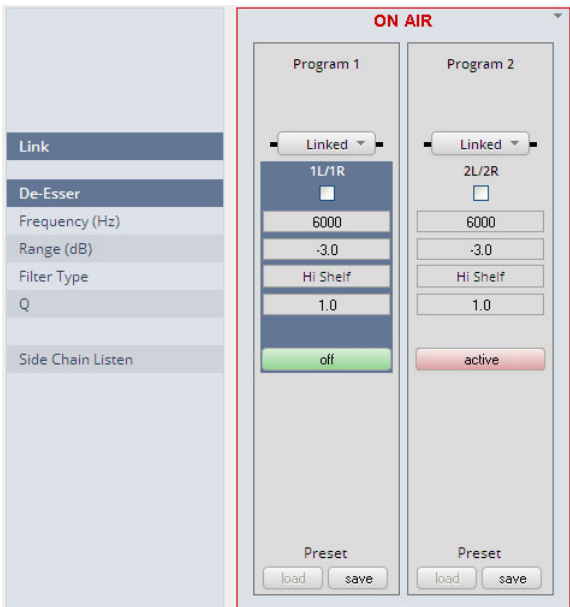 ON AIR
Program 1 Program 2
Link Linked Linked
1L/1R 2L/2R
De-Esser
Frequency (Hz) 6000 6000
Range (dB) -3.0 -3.0
Filter Type Hi Shelf Hi Shelf
Q 1.0 1.0
Side Chain Listen off active
Preset Preset
load save load save